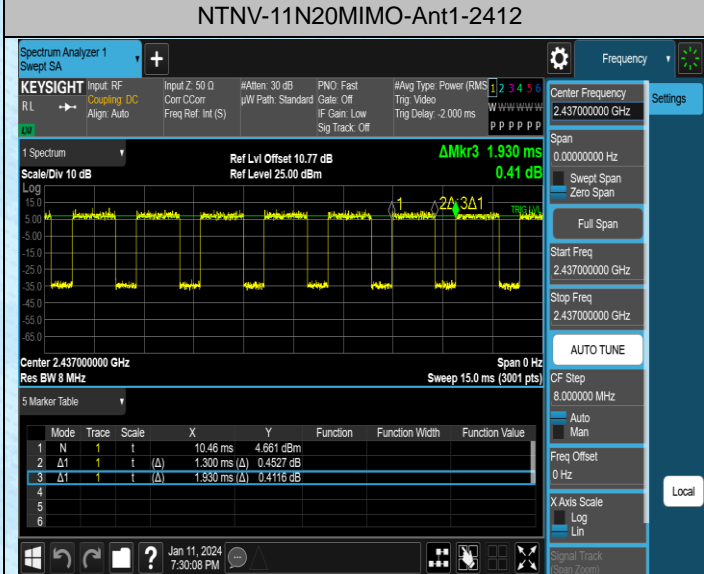 NTNV-11N20MIMO-Ant1-2412
Spectrum Analyzer 1
Swept SA
Frequency
Settings
KEYSIGHT
RL
Input: RF
Coupling: DC
Align: Auto
Input Z: 50 Ω
Corr CCorr
Freq Ref: Int (S)
#Atten: 30 dB
µW Path: Standard
PNO: Fast
Gate: Off
IF Gain: Low
Sig Track: Off
#Avg Type: Power (RMS
Trig: Video
Trig Delay: -2.000 ms
1 2 3 4 5 6
W W W W W W
P P P P P P
LXI
1 Spectrum
Scale/Div 10 dB
Ref Lvl Offset 10.77 dB
Ref Level 25.00 dBm
ΔMkr3 1.930 ms
0.41 dB
Log
15.0
5.00
-5.00
-15.0
-25.0
-35.0
-45.0
-55.0
-65.0
1 2Δ 3Δ1
TRIG LVL
Center 2.437000000 GHz
Res BW 8 MHz
Span 0 Hz
Sweep 15.0 ms (3001 pts)
5 Marker Table
Mode Trace Scale X Y Function Function Width Function Value
1 N 1 t 10.46 ms 4.661 dBm
2 Δ1 1 t (Δ) 1.300 ms (Δ) 0.4527 dB
3 Δ1 1 t (Δ) 1.930 ms (Δ) 0.4116 dB
4
5
6
Center Frequency
2.437000000 GHz
Span
0.00000000 Hz
Swept Span
Zero Span
Full Span
Start Freq
2.437000000 GHz
Stop Freq
2.437000000 GHz
AUTO TUNE
CF Step
8.000000 MHz
Auto
Man
Freq Offset
0 Hz
X Axis Scale
Log
Lin
Signal Track
(Span Zoom)
Local
?
Jan 11, 2024
7:30:08 PM